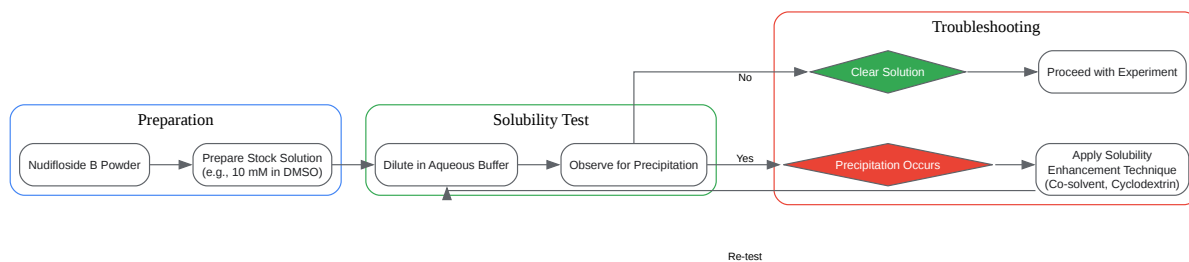 Preparation
Nudifloside B Powder
Prepare Stock Solution
(e.g., 10 mM in DMSO)
Solubility Test
Dilute in Aqueous Buffer
Observe for Precipitation
No
Yes
Troubleshooting
Clear Solution
Proceed with Experiment
Precipitation Occurs
Apply Solubility
Enhancement Technique
(Co-solvent, Cyclodextrin)
Re-test